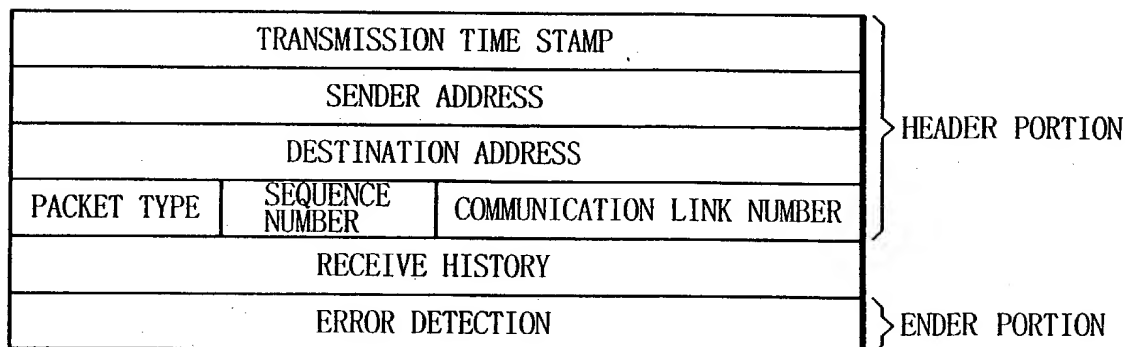 TRANSMISSION TIME STAMP
SENDER ADDRESS
DESTINATION ADDRESS
HEADER PORTION
PACKET TYPE
SEQUENCE
NUMBER
COMMUNICATION LINK NUMBER
RECEIVE HISTORY
ERROR DETECTION
ENDER PORTION